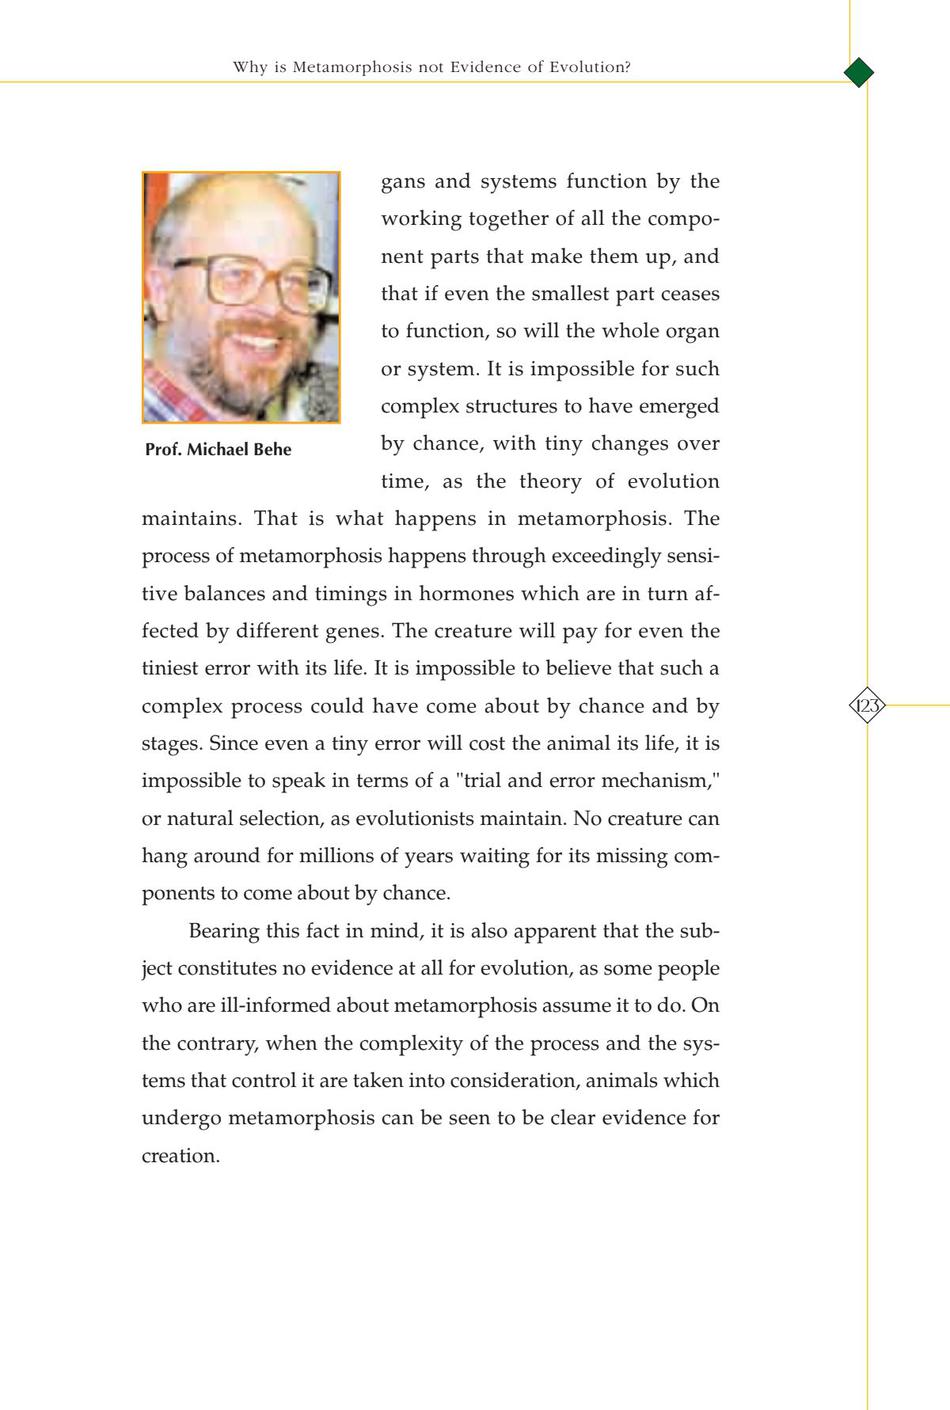 Why is Metamorphosis not Evidence of Evolution?
gans and systems function by the
working together of all the compo-
nent parts that make them up, and
that if even the smallest part ceases
to function, so will the whole organ
or system. It is impossible for such
complex structures to have emerged
by chance, with tiny changes over
time, as the theory of evolution
Prof. Michael Behe
maintains. That is what happens in metamorphosis. The
process of metamorphosis happens through exceedingly sensi-
tive balances and timings in hormones which are in turn af-
fected by different genes. The creature will pay for even the
tiniest error with its life. It is impossible to believe that such a
complex process could have come about by chance and by
stages. Since even a tiny error will cost the animal its life, it is
impossible to speak in terms of a "trial and error mechanism,"
or natural selection, as evolutionists maintain. No creature can
hang around for millions of years waiting for its missing com-
ponents to come about by chance.
Bearing this fact in mind, it is also apparent that the sub-
ject constitutes no evidence at all for evolution, as some people
who are ill-informed about metamorphosis assume it to do. On
the contrary, when the complexity of the process and the sys-
tems that control it are taken into consideration, animals which
undergo metamorphosis can be seen to be clear evidence for
creation.
123